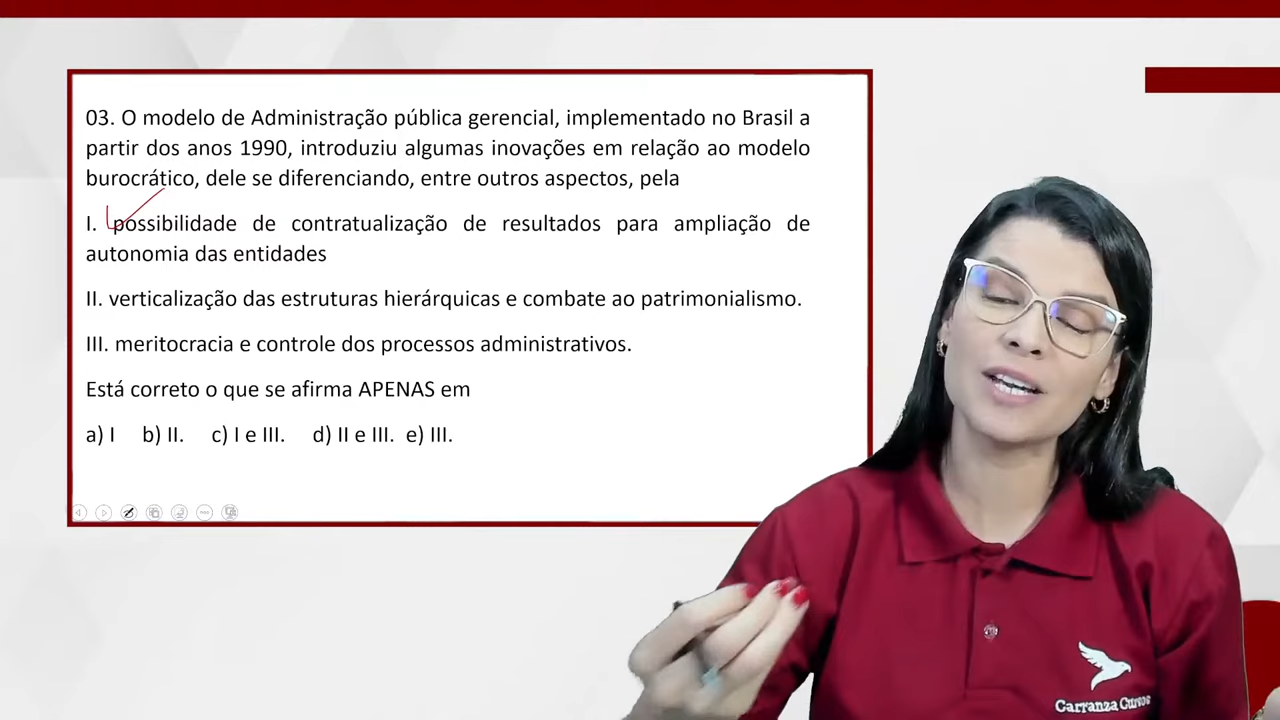 03. O modelo de Administração pública gerencial, implementado no Brasil a
partir dos anos 1990, introduziu algumas inovações em relação ao modelo
burocrático, dele se diferenciando, entre outros aspectos, pela
I. possibilidade de contratualização de resultados para ampliação de
autonomia das entidades
II. verticalização das estruturas hierárquicas e combate ao patrimonialismo.
III. meritocracia e controle dos processos administrativos.
Está correto o que se afirma APENAS em
a) I b) II. c) I e III. d) II e III. e) III.
Carranza Cursos